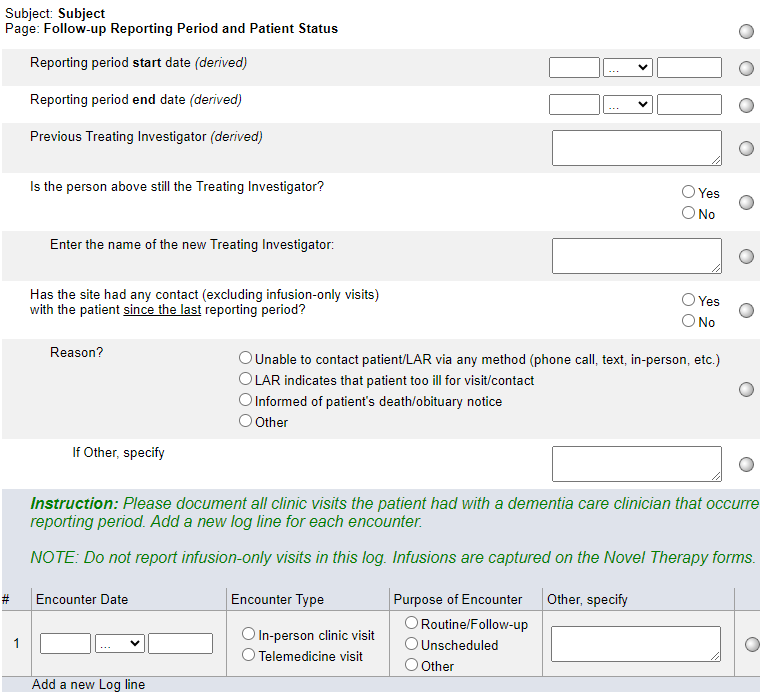 Subject: Subject
Page: Follow-up Reporting Period and Patient Status
Reporting period start date (derived)
...
Reporting period end date (derived)
...
Previous Treating Investigator (derived)
Is the person above still the Treating Investigator?
Yes
No
Enter the name of the new Treating Investigator:
Has the site had any contact (excluding infusion-only visits)
with the patient since the last reporting period?
Yes
No
Reason?
Unable to contact patient/LAR via any method (phone call, text, in-person, etc.)
LAR indicates that patient too ill for visit/contact
Informed of patient's death/obituary notice
Other
If Other, specify
Instruction: Please document all clinic visits the patient had with a dementia care clinician that occurre
reporting period. Add a new log line for each encounter.
NOTE: Do not report infusion-only visits in this log. Infusions are captured on the Novel Therapy forms.
# Encounter Date Encounter Type Purpose of Encounter Other, specify
1 ...
In-person clinic visit
Telemedicine visit
Routine/Follow-up
Unscheduled
Other
Add a new Log line